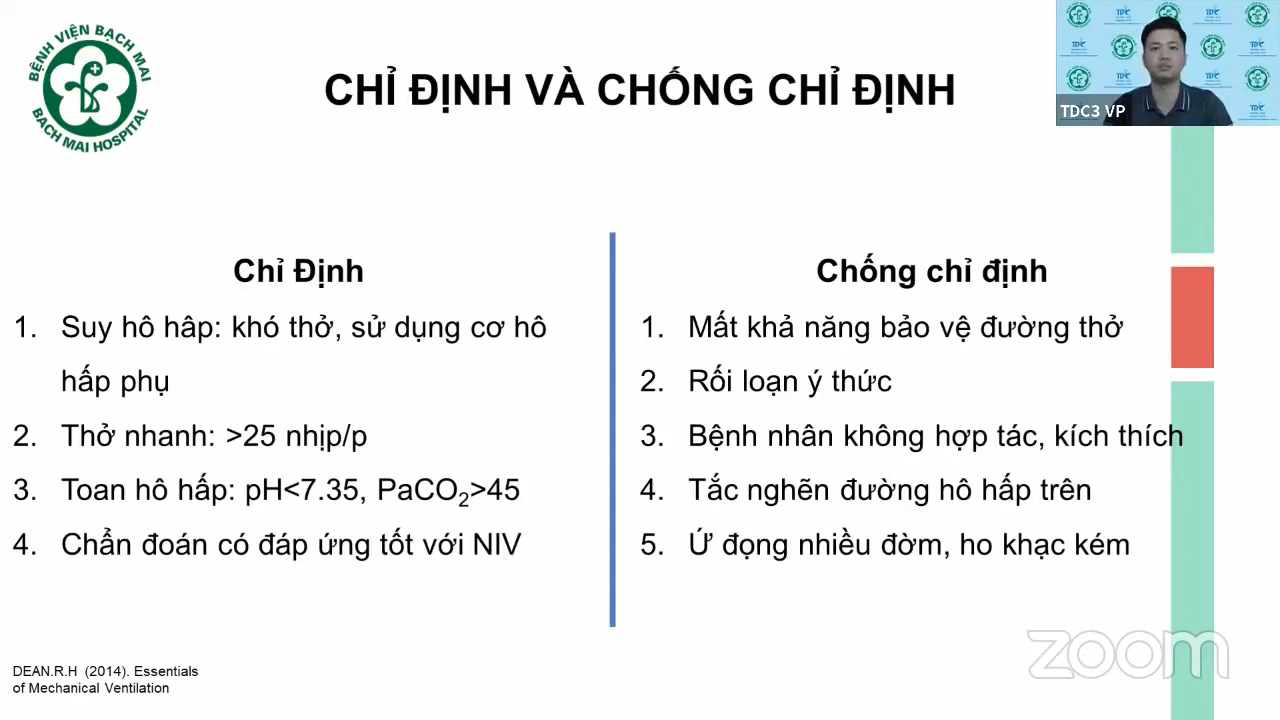 BỆNH VIỆN BẠCH MAI
BACH MAI HOSPITAL
CHỈ ĐỊNH VÀ CHỐNG CHỈ ĐỊNH
TDC3 VP
Chỉ Định
1. Suy hô hâp: khó thở, sử dụng cơ hô
hấp phụ
2. Thở nhanh: >25 nhịp/p
3. Toan hô hấp: pH<7.35, PaCO₂>45
4. Chẩn đoán có đáp ứng tốt với NIV
Chống chỉ định
1. Mất khả năng bảo vệ đường thở
2. Rối loạn ý thức
3. Bệnh nhân không hợp tác, kích thích
4. Tắc nghẽn đường hô hấp trên
5. Ứ đọng nhiều đờm, ho khạc kém
DEAN.R.H (2014). Essentials
of Mechanical Ventilation
zoom